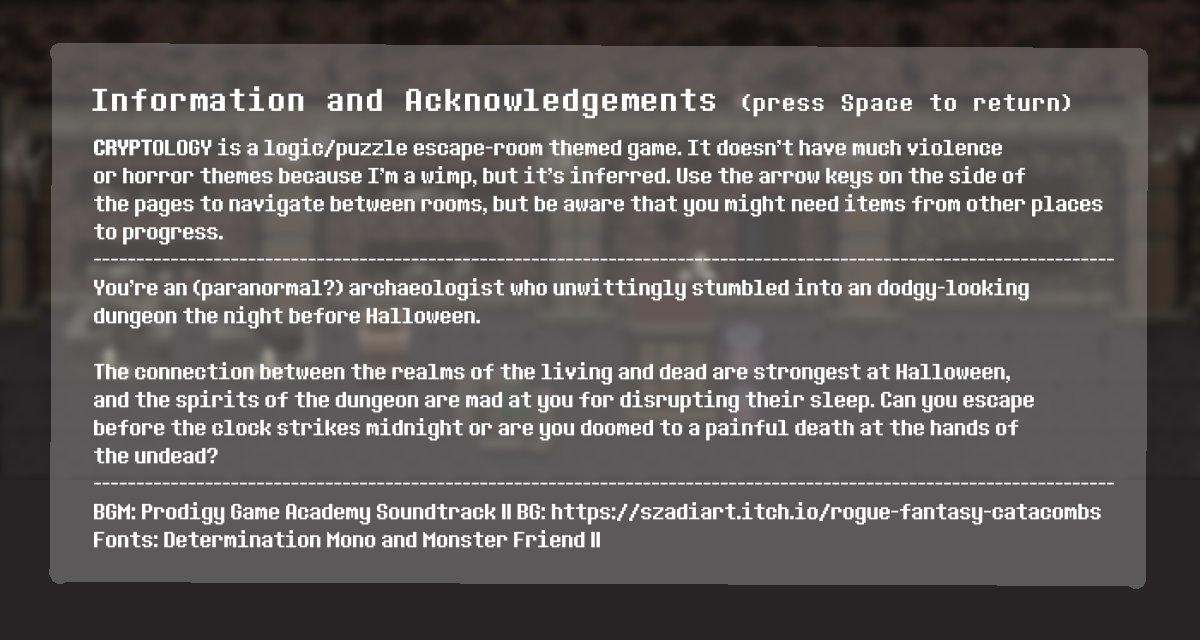 Information and Acknowledgements (press Space to return)
CRYPTOLOGY is a logic/puzzle escape-room themed game. It doesn't have much violence
or horror themes because I'm a wimp, but it's inferred. Use the arrow keys on the side of
the pages to navigate between rooms, but be aware that you might need items from other places
to progress.
You're an (paranormal?) archaeologist who unwittingly stumbled into an dodgy-looking
dungeon the night before Halloween.
The connection between the realms of the living and dead are strongest at Halloween,
and the spirits of the dungeon are mad at you for disrupting their sleep. Can you escape
before the clock strikes midnight or are you doomed to a painful death at the hands of
the undead?
BGM: Prodigy Game Academy Soundtrack || BG: https://szadiart.itch.io/rogue-fantasy-catacombs
Fonts: Determination Mono and Monster Friend ||